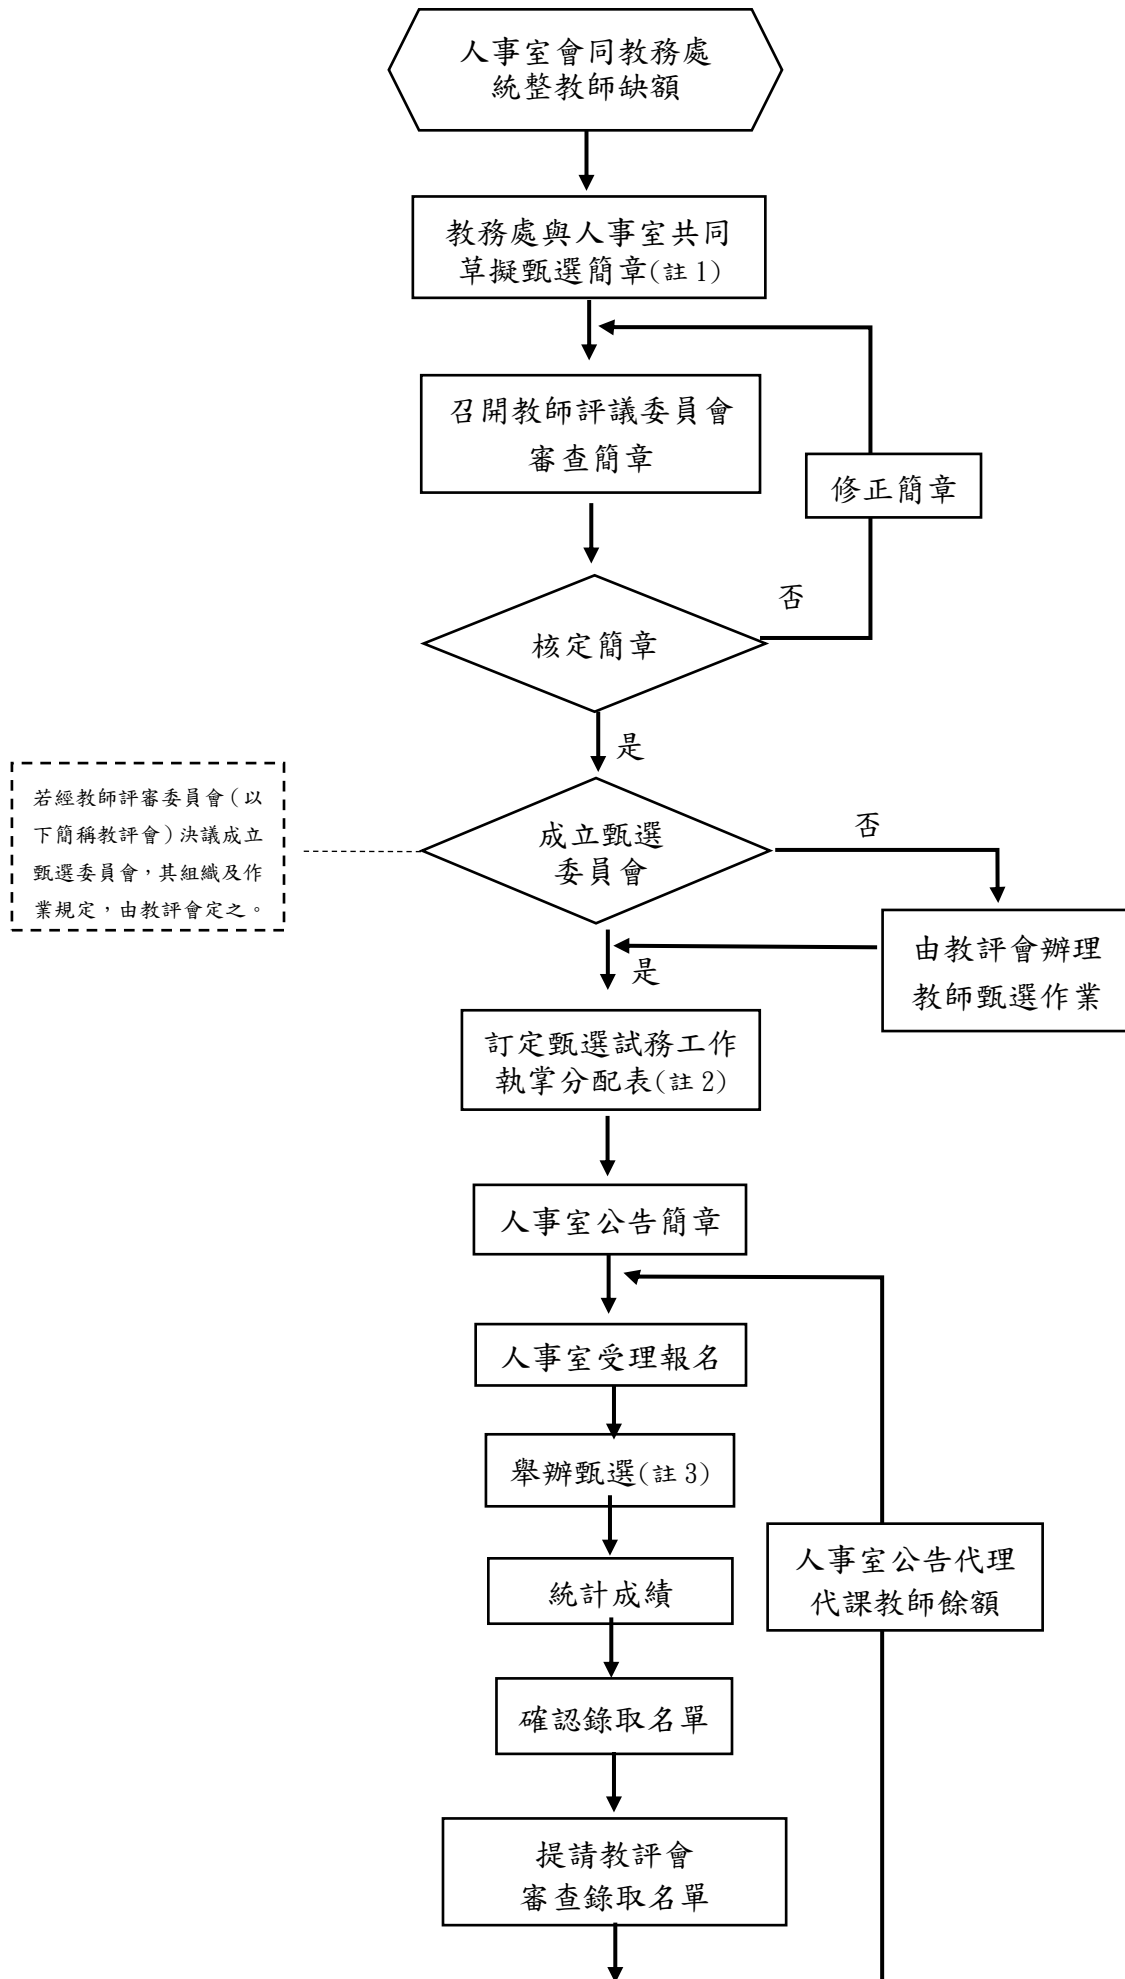 人事室會同教務處
統整教師缺額
教務處與人事室共同
草擬甄選簡章(註 1)
召開教師評議委員會
審查簡章
修正簡章
否
核定簡章
是
若經教師評審委員會(以
下簡稱教評會)決議成立
甄選委員會,其組織及作
業規定,由教評會定之。
成立甄選
委員會
否
是
由教評會辦理
教師甄選作業
訂定甄選試務工作
執掌分配表(註 2)
人事室公告簡章
人事室受理報名
舉辦甄選(註 3)
人事室公告代理
代課教師餘額
統計成績
確認錄取名單
提請教評會
審查錄取名單